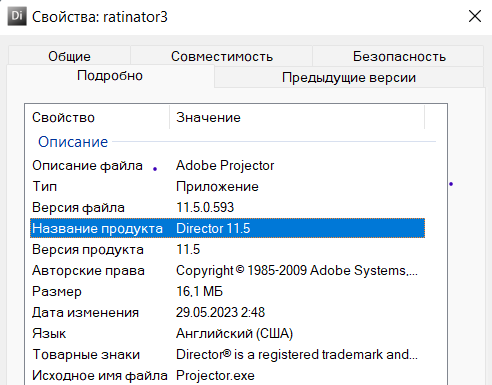 Di Свойства: ratinator3
Общие Совместимость Безопасность
Подробно Предыдущие версии
Свойство Значение
Описание
Описание файла Adobe Projector
Тип Приложение
Версия файла 11.5.0.593
Название продукта Director 11.5
Версия продукта 11.5
Авторские права Copyright © 1985-2009 Adobe Systems,...
Размер 16,1 МБ
Дата изменения 29.05.2023 2:48
Язык Английский (США)
Товарные знаки Director® is a registered trademark and...
Исходное имя файла Projector.exe